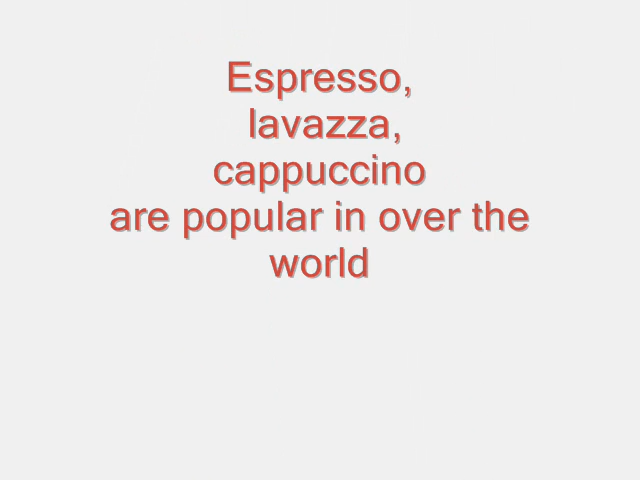 Espresso,
lavazza,
cappuccino
are popular in over the
world